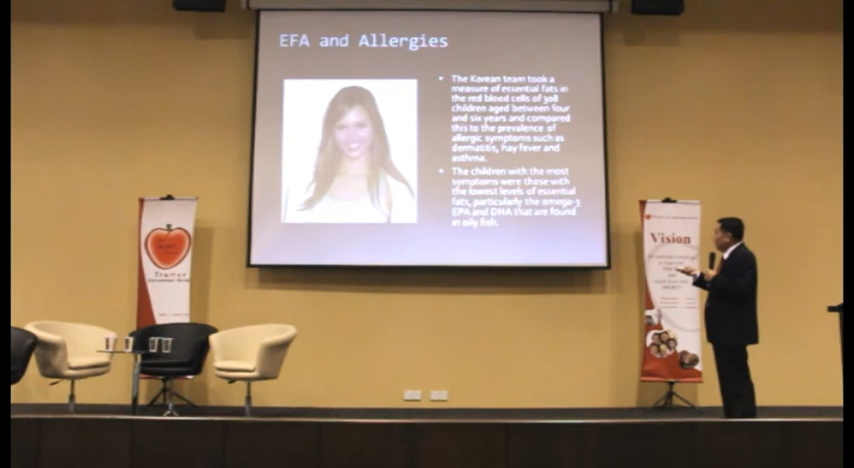 EFA and Allergies
The Korean team took a
measure of essential fats in
the red blood cells of 308
children aged between four
and six years and compared
this to the prevalence of
allergic symptoms such as
dermatitis, hay fever and
asthma.
The children with the most
symptoms were those with
the lowest levels of essential
fats, particularly the omega-3
EPA and DHA that are found
in oily fish.
Vision